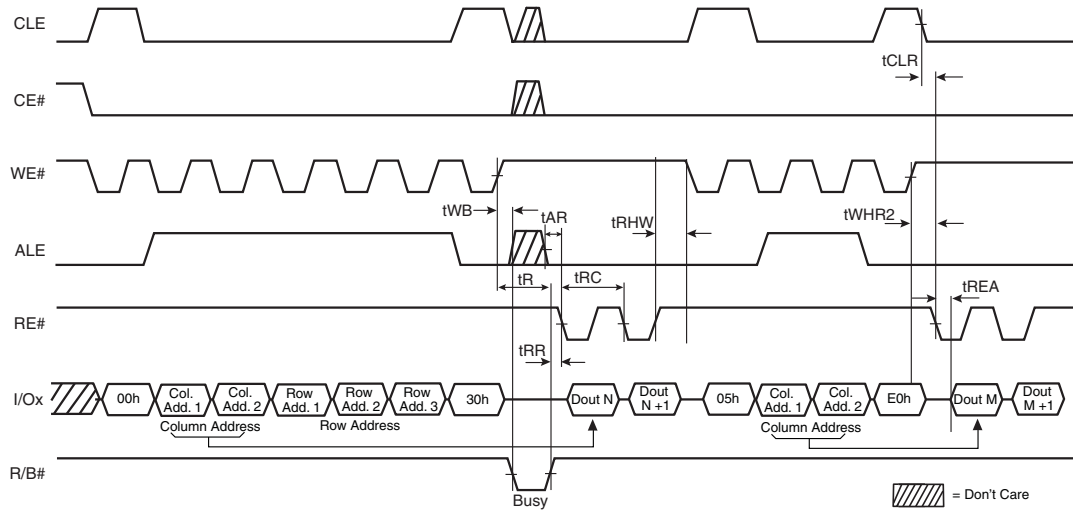 CLE
tCLR
CE#
WE#
tWB
tAR
tRHW
tWHR2
ALE
tR
tRC
tREA
RE#
tRR
I/Ox
00h
Col. Add. 1
Col. Add. 2
Row Add. 1
Row Add. 2
Row Add. 3
30h
Dout N
Dout N +1
05h
Col. Add. 1
Col. Add. 2
E0h
Dout M
Dout M +1
Column Address
Row Address
Column Address
R/B#
Busy
= Don't Care